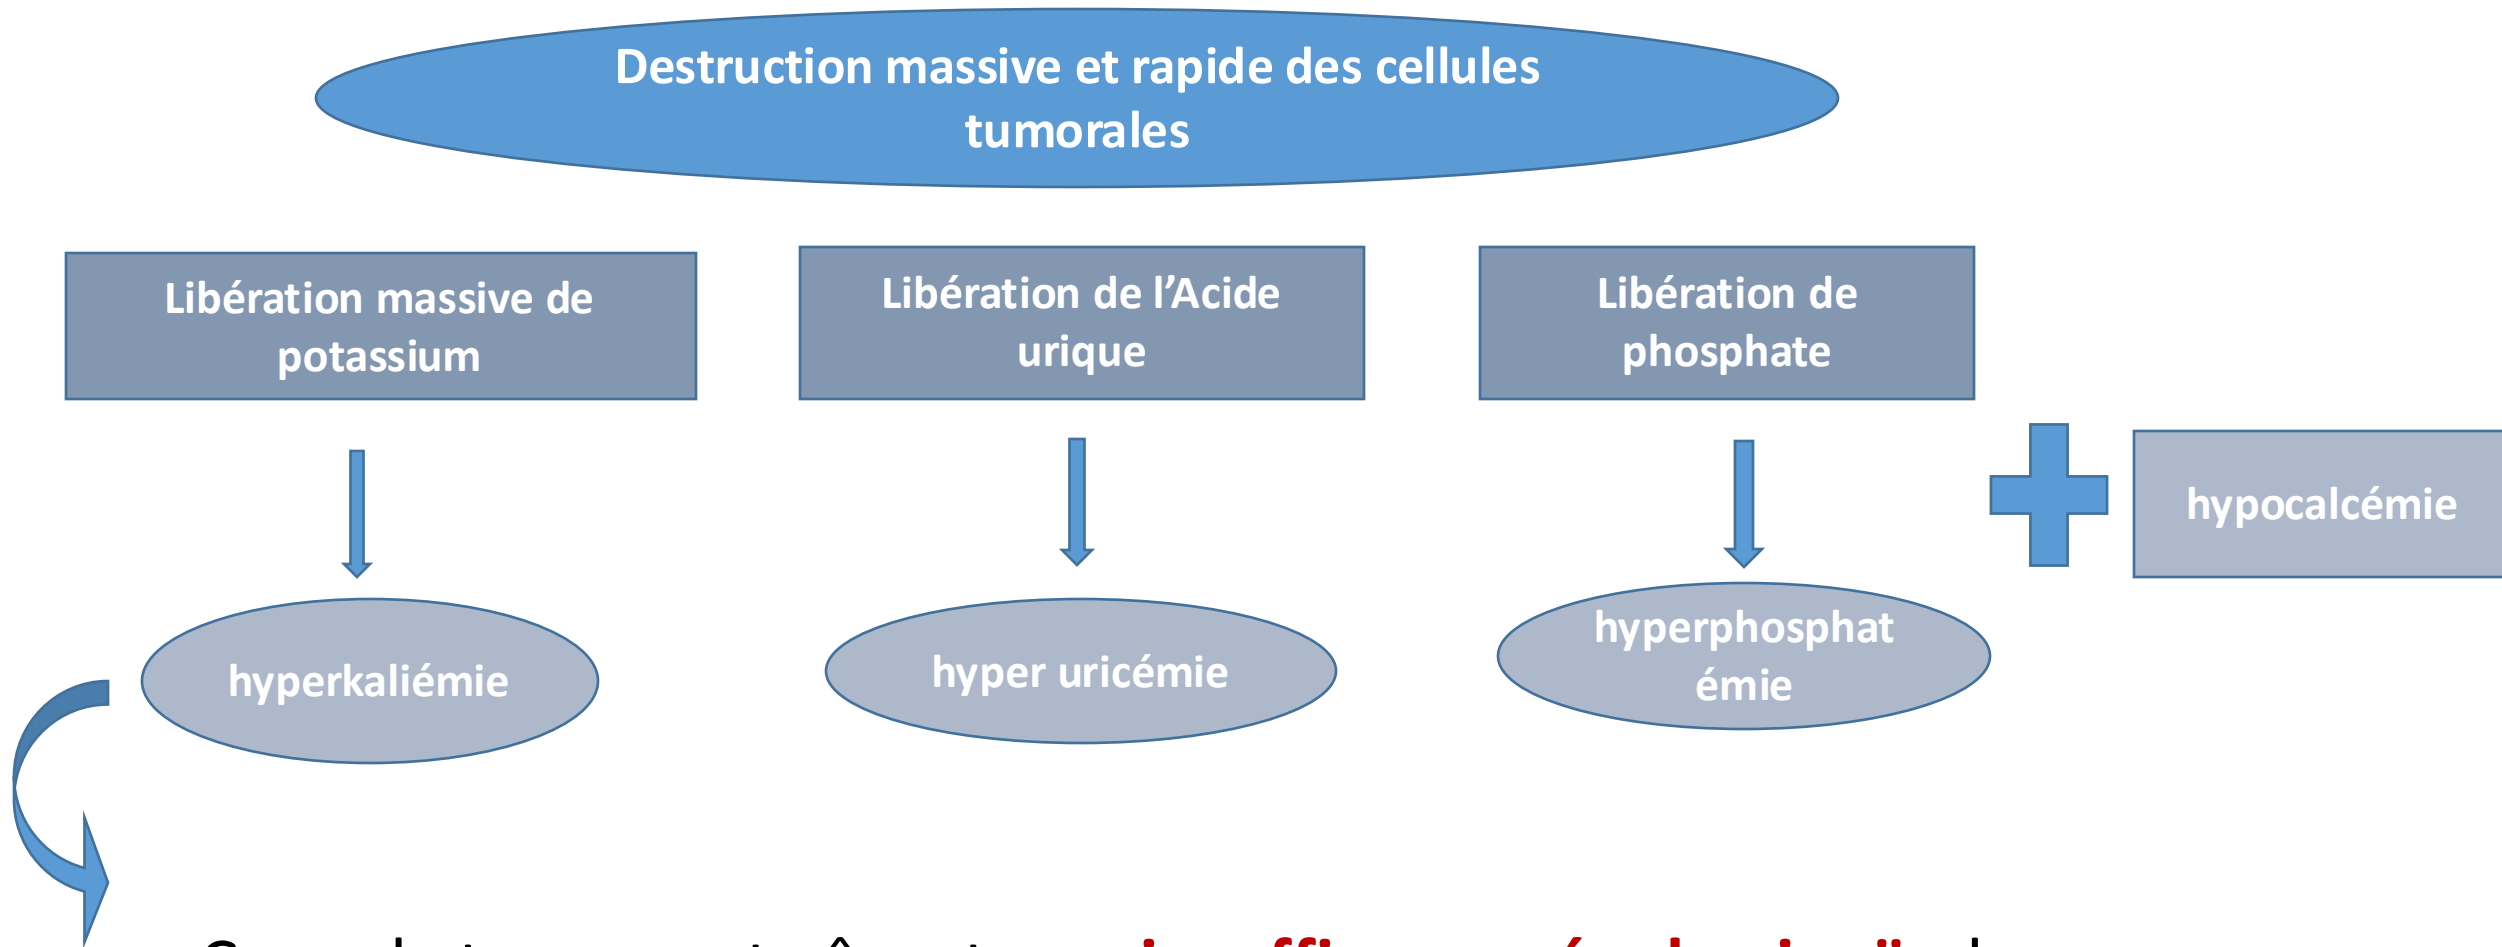 Destruction massive et rapide des cellules
tumorales
Libération massive de
potassium
Libération de l'Acide
urique
Libération de
phosphate
hypocalcémie
hyperkaliémie
hyper uricémie
hyperphosphat
émie